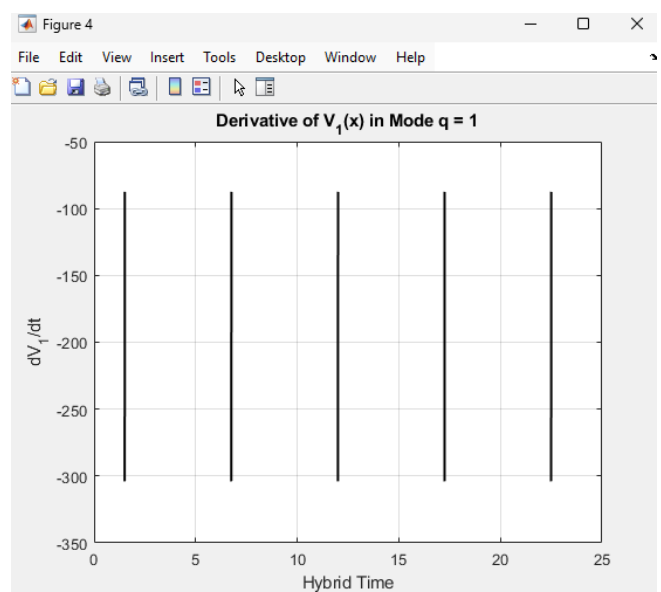 Figure 4
File Edit View Insert Tools Desktop Window Help
Derivative of V₁(x) in Mode q = 1
-50
-100
-150
-200
-250
-300
-350
dV₁/dt
0 5 10 15 20 25
Hybrid Time